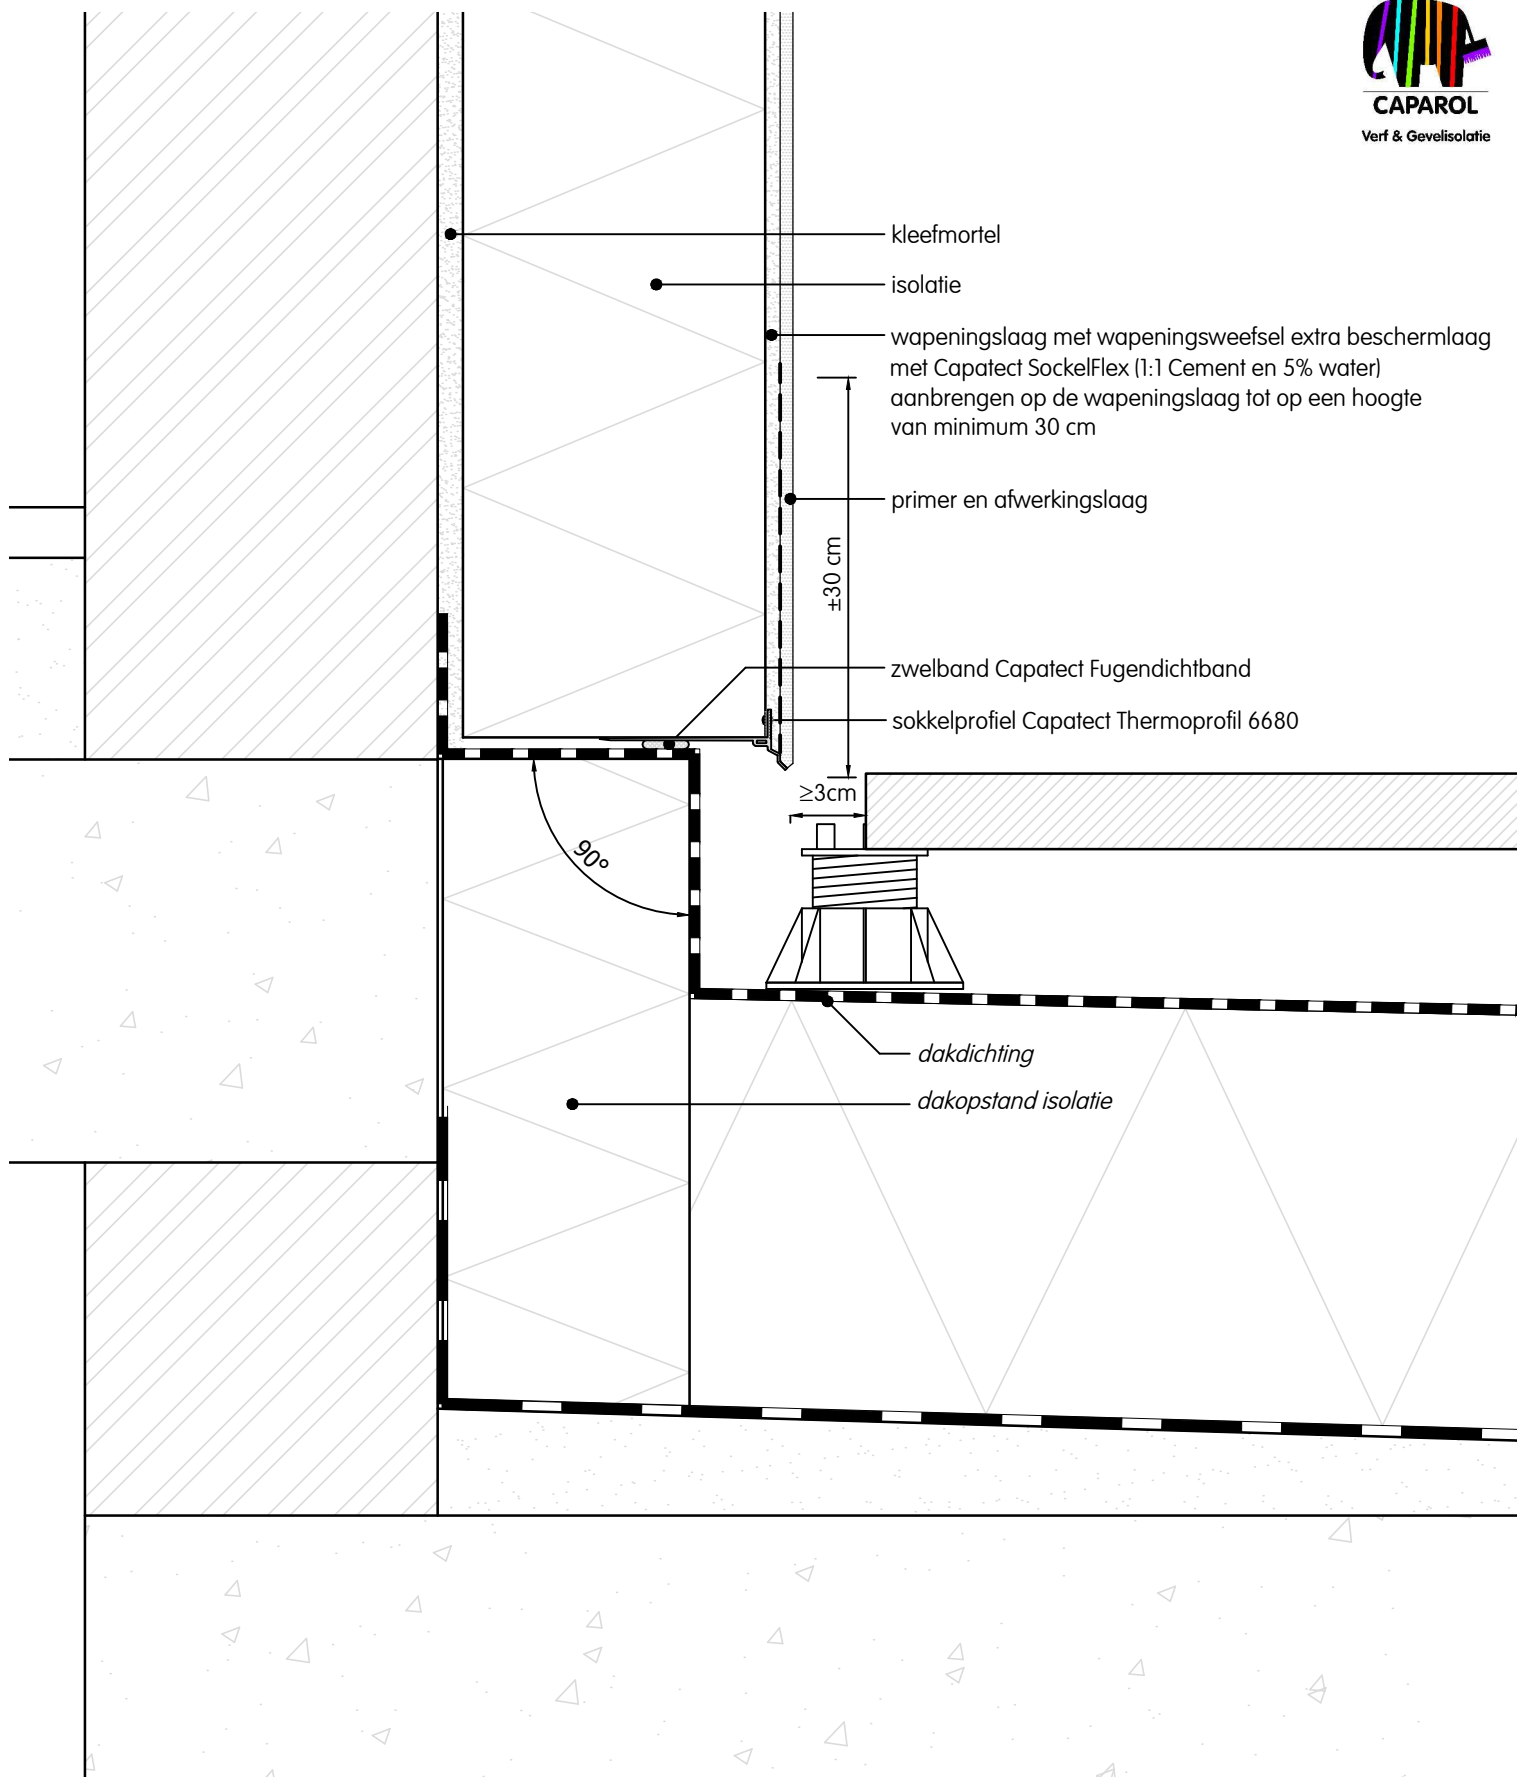 CAPAROL
Verf & Gevelisolatie
kleefmortel
isolatie
wapeningslaag met wapeningsweefsel extra beschermlaag
met Capatect SockelFlex (1:1 Cement en 5% water)
aanbrengen op de wapeningslaag tot op een hoogte
van minimum 30 cm
primer en afwerkingslaag
±30 cm
zwelband Capatect Fugendichtband
sokkelprofiel Capatect Thermoprofil 6680
≥3cm
90°
dakdichting
dakopstand isolatie